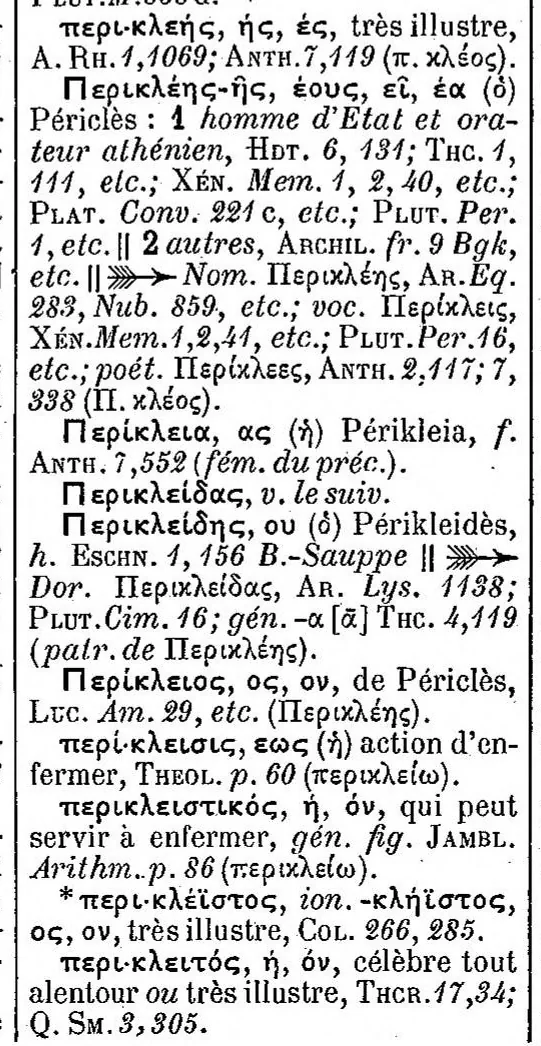 περι·κλεής, ής, ές, très illustre,
A. RH. 1,1069; ANTH. 7,119 (π. κλέος).
Περικλέης-ῆς, έους, εῖ, έα (ὁ)
Périclès : 1 homme d'Etat et ora-
teur athénien, HDT. 6, 131; THC. 1,
111, etc.; XÉN. Mem. 1, 2, 40, etc.;
PLAT. Conv. 221 c, etc.; PLUT. Per.
1, etc. || 2 autres, ARCHIL. fr. 9 Bgk,
etc. || ➳ Nom. Περικλέης, AR. Eq.
283, Nub. 859, etc.; voc. Περίκλεις,
XÉN. Mem. 1,2,41, etc.; PLUT. Per. 16,
etc.; poét. Περίκλεες, ANTH. 2,117; 7,
338 (Π. κλέος).
Περίκλεια, ας (ἡ) Périkleia, f.
ANTH. 7,552 (fém. du préc.).
Περικλείδας, v. le suiv.
Περικλείδης, ου (ὁ) Périkleidès,
h. ESCHN. 1, 156 B.-Sauppe || ➳
Dor. Περικλείδας, AR. Lys. 1138;
PLUT. Cim. 16; gén. -α [ᾱ] THC. 4,119
(patr. de Περικλέης).
Περίκλειος, ος, ον, de Périclès,
LUC. Am. 29, etc. (Περικλέης).
περί·κλεισις, εως (ἡ) action d'en-
fermer, THEOL. p. 60 (περικλείω).
περικλειστικός, ή, όν, qui peut
servir à enfermer, gén. fig. JAMBL.
Arithm. p. 86 (περικλείω).
*περι·κλέϊστος, ion. -κλήϊστος,
ος, ον, très illustre, COL. 266, 285.
περι·κλειτός, ή, όν, célèbre tout
alentour ou très illustre, THCR. 17,34;
Q. SM. 3,305.